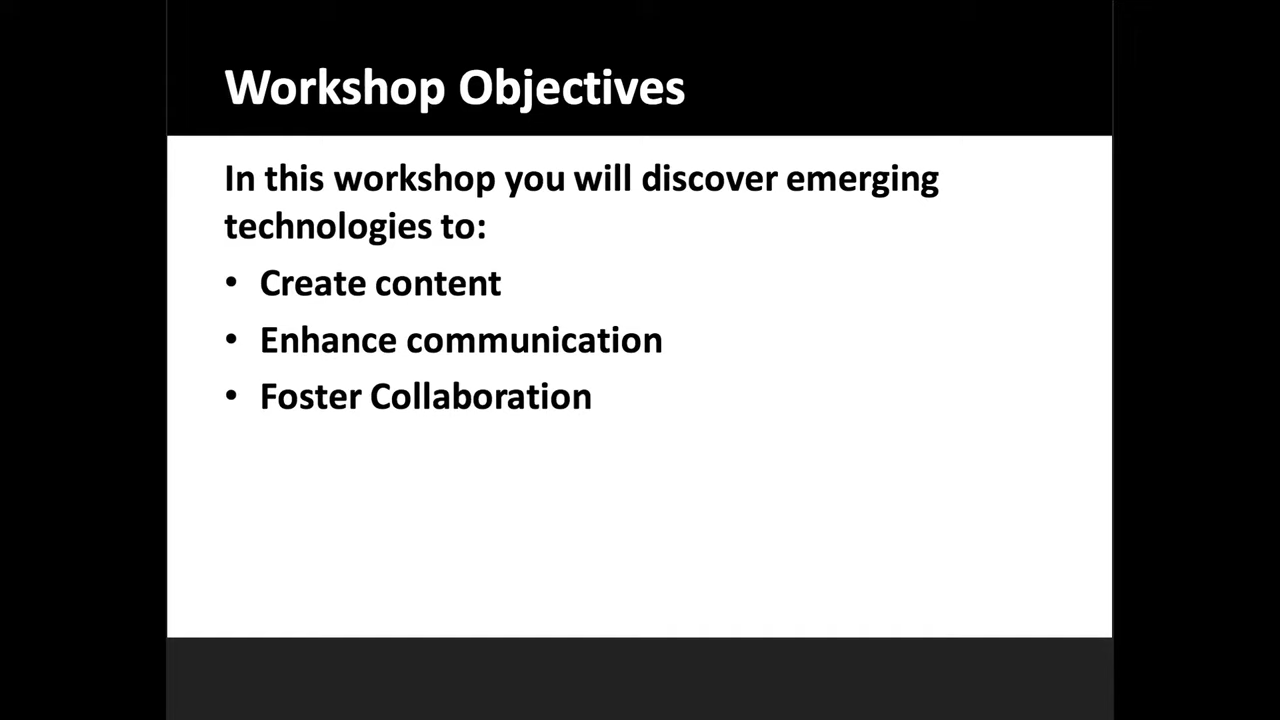 Workshop Objectives
In this workshop you will discover emerging
technologies to:
• Create content
• Enhance communication
• Foster Collaboration